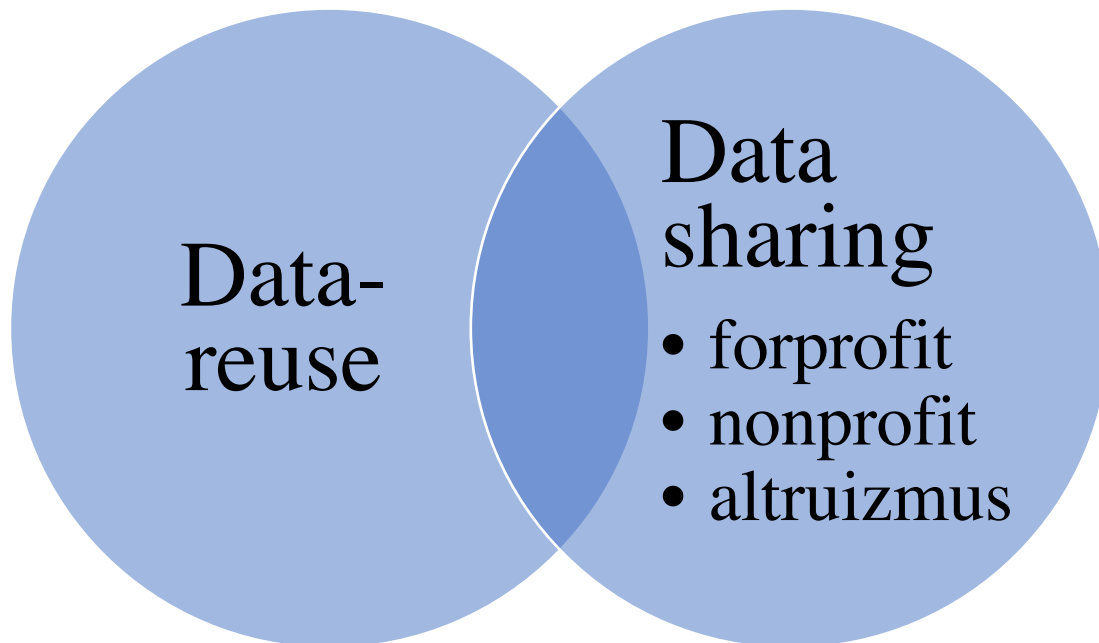 Data-
reuse
Data
sharing
• forprofit
• nonprofit
• altruizmus